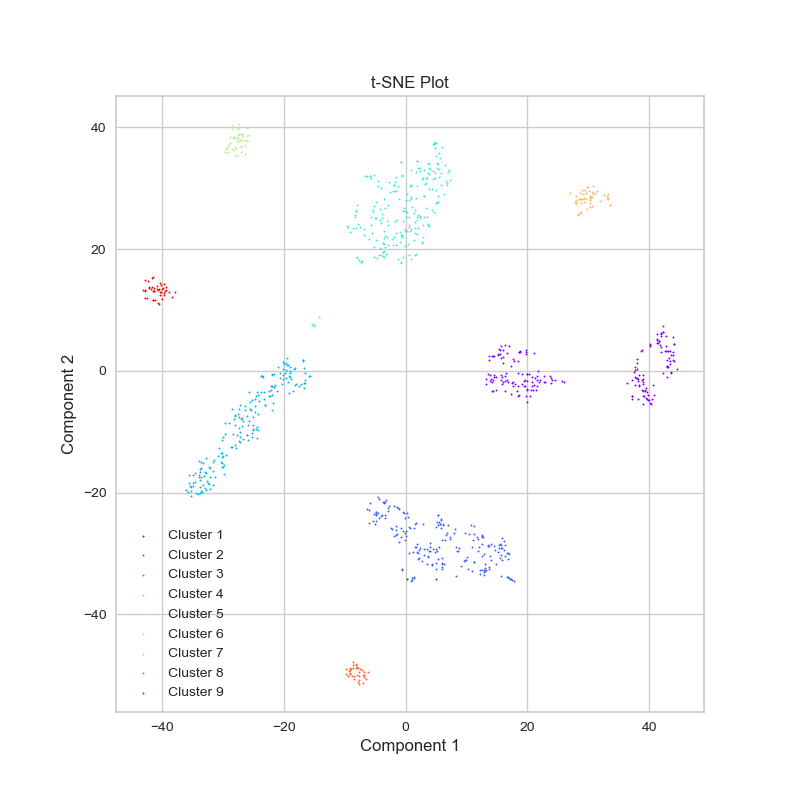 t-SNE Plot
40
20
0
−20
−40
Component 2
Cluster 1
Cluster 2
Cluster 3
Cluster 4
Cluster 5
Cluster 6
Cluster 7
Cluster 8
Cluster 9
−40 −20 0 20 40
Component 1